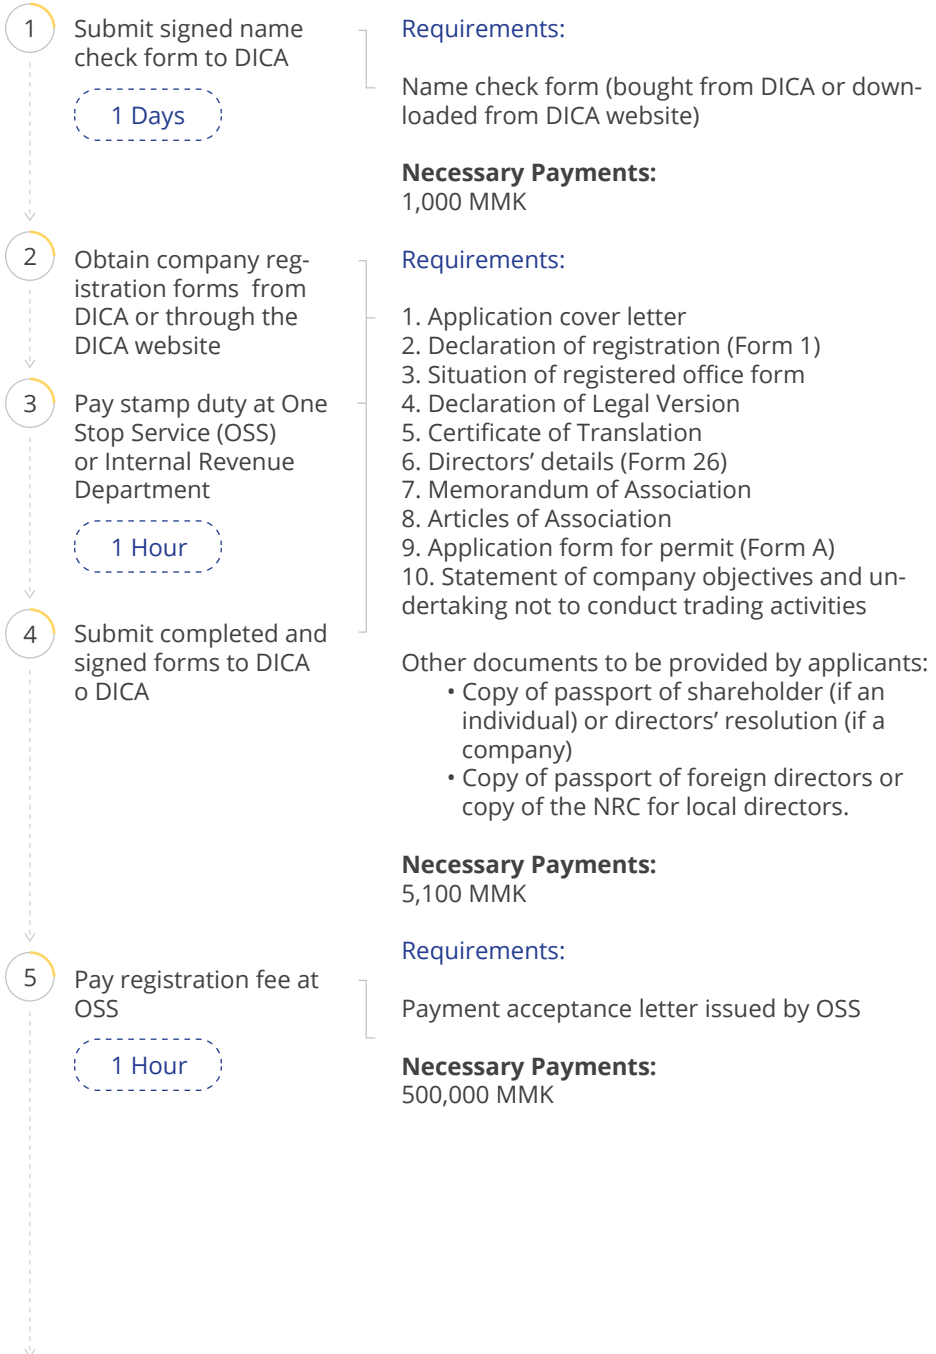 1
Submit signed name
check form to DICA
1 Days
Requirements:
Name check form (bought from DICA or down-
loaded from DICA website)
Necessary Payments:
1,000 MMK
2
Obtain company reg-
istration forms from
DICA or through the
DICA website
3
Pay stamp duty at One
Stop Service (OSS)
or Internal Revenue
Department
1 Hour
4
Submit completed and
signed forms to DICA
o DICA
Requirements:
1. Application cover letter
2. Declaration of registration (Form 1)
3. Situation of registered office form
4. Declaration of Legal Version
5. Certificate of Translation
6. Directors’ details (Form 26)
7. Memorandum of Association
8. Articles of Association
9. Application form for permit (Form A)
10. Statement of company objectives and un-
dertaking not to conduct trading activities
Other documents to be provided by applicants:
• Copy of passport of shareholder (if an
individual) or directors’ resolution (if a
company)
• Copy of passport of foreign directors or
copy of the NRC for local directors.
Necessary Payments:
5,100 MMK
5
Pay registration fee at
OSS
1 Hour
Requirements:
Payment acceptance letter issued by OSS
Necessary Payments:
500,000 MMK